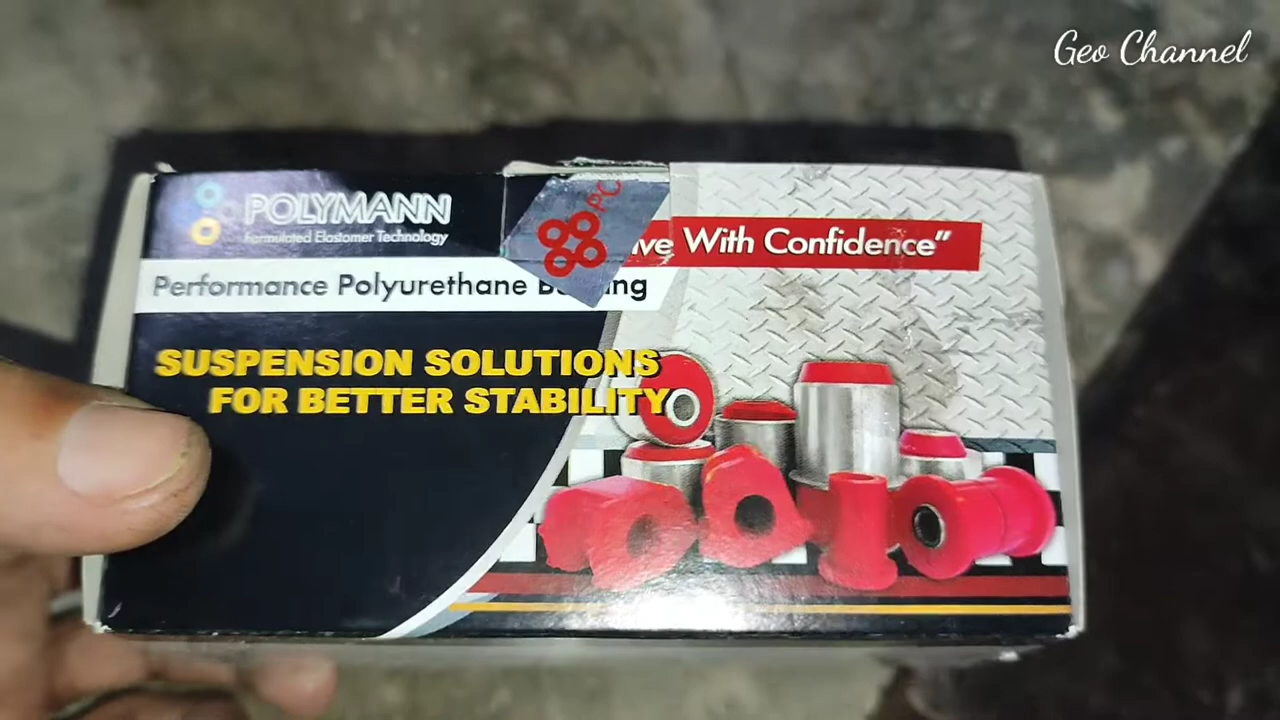 Geo Channel
POLYMANN
Formulated Elastomer Technology
With Confidence”
Performance Polyurethane
SUSPENSION SOLUTIONS
FOR BETTER STABILITY